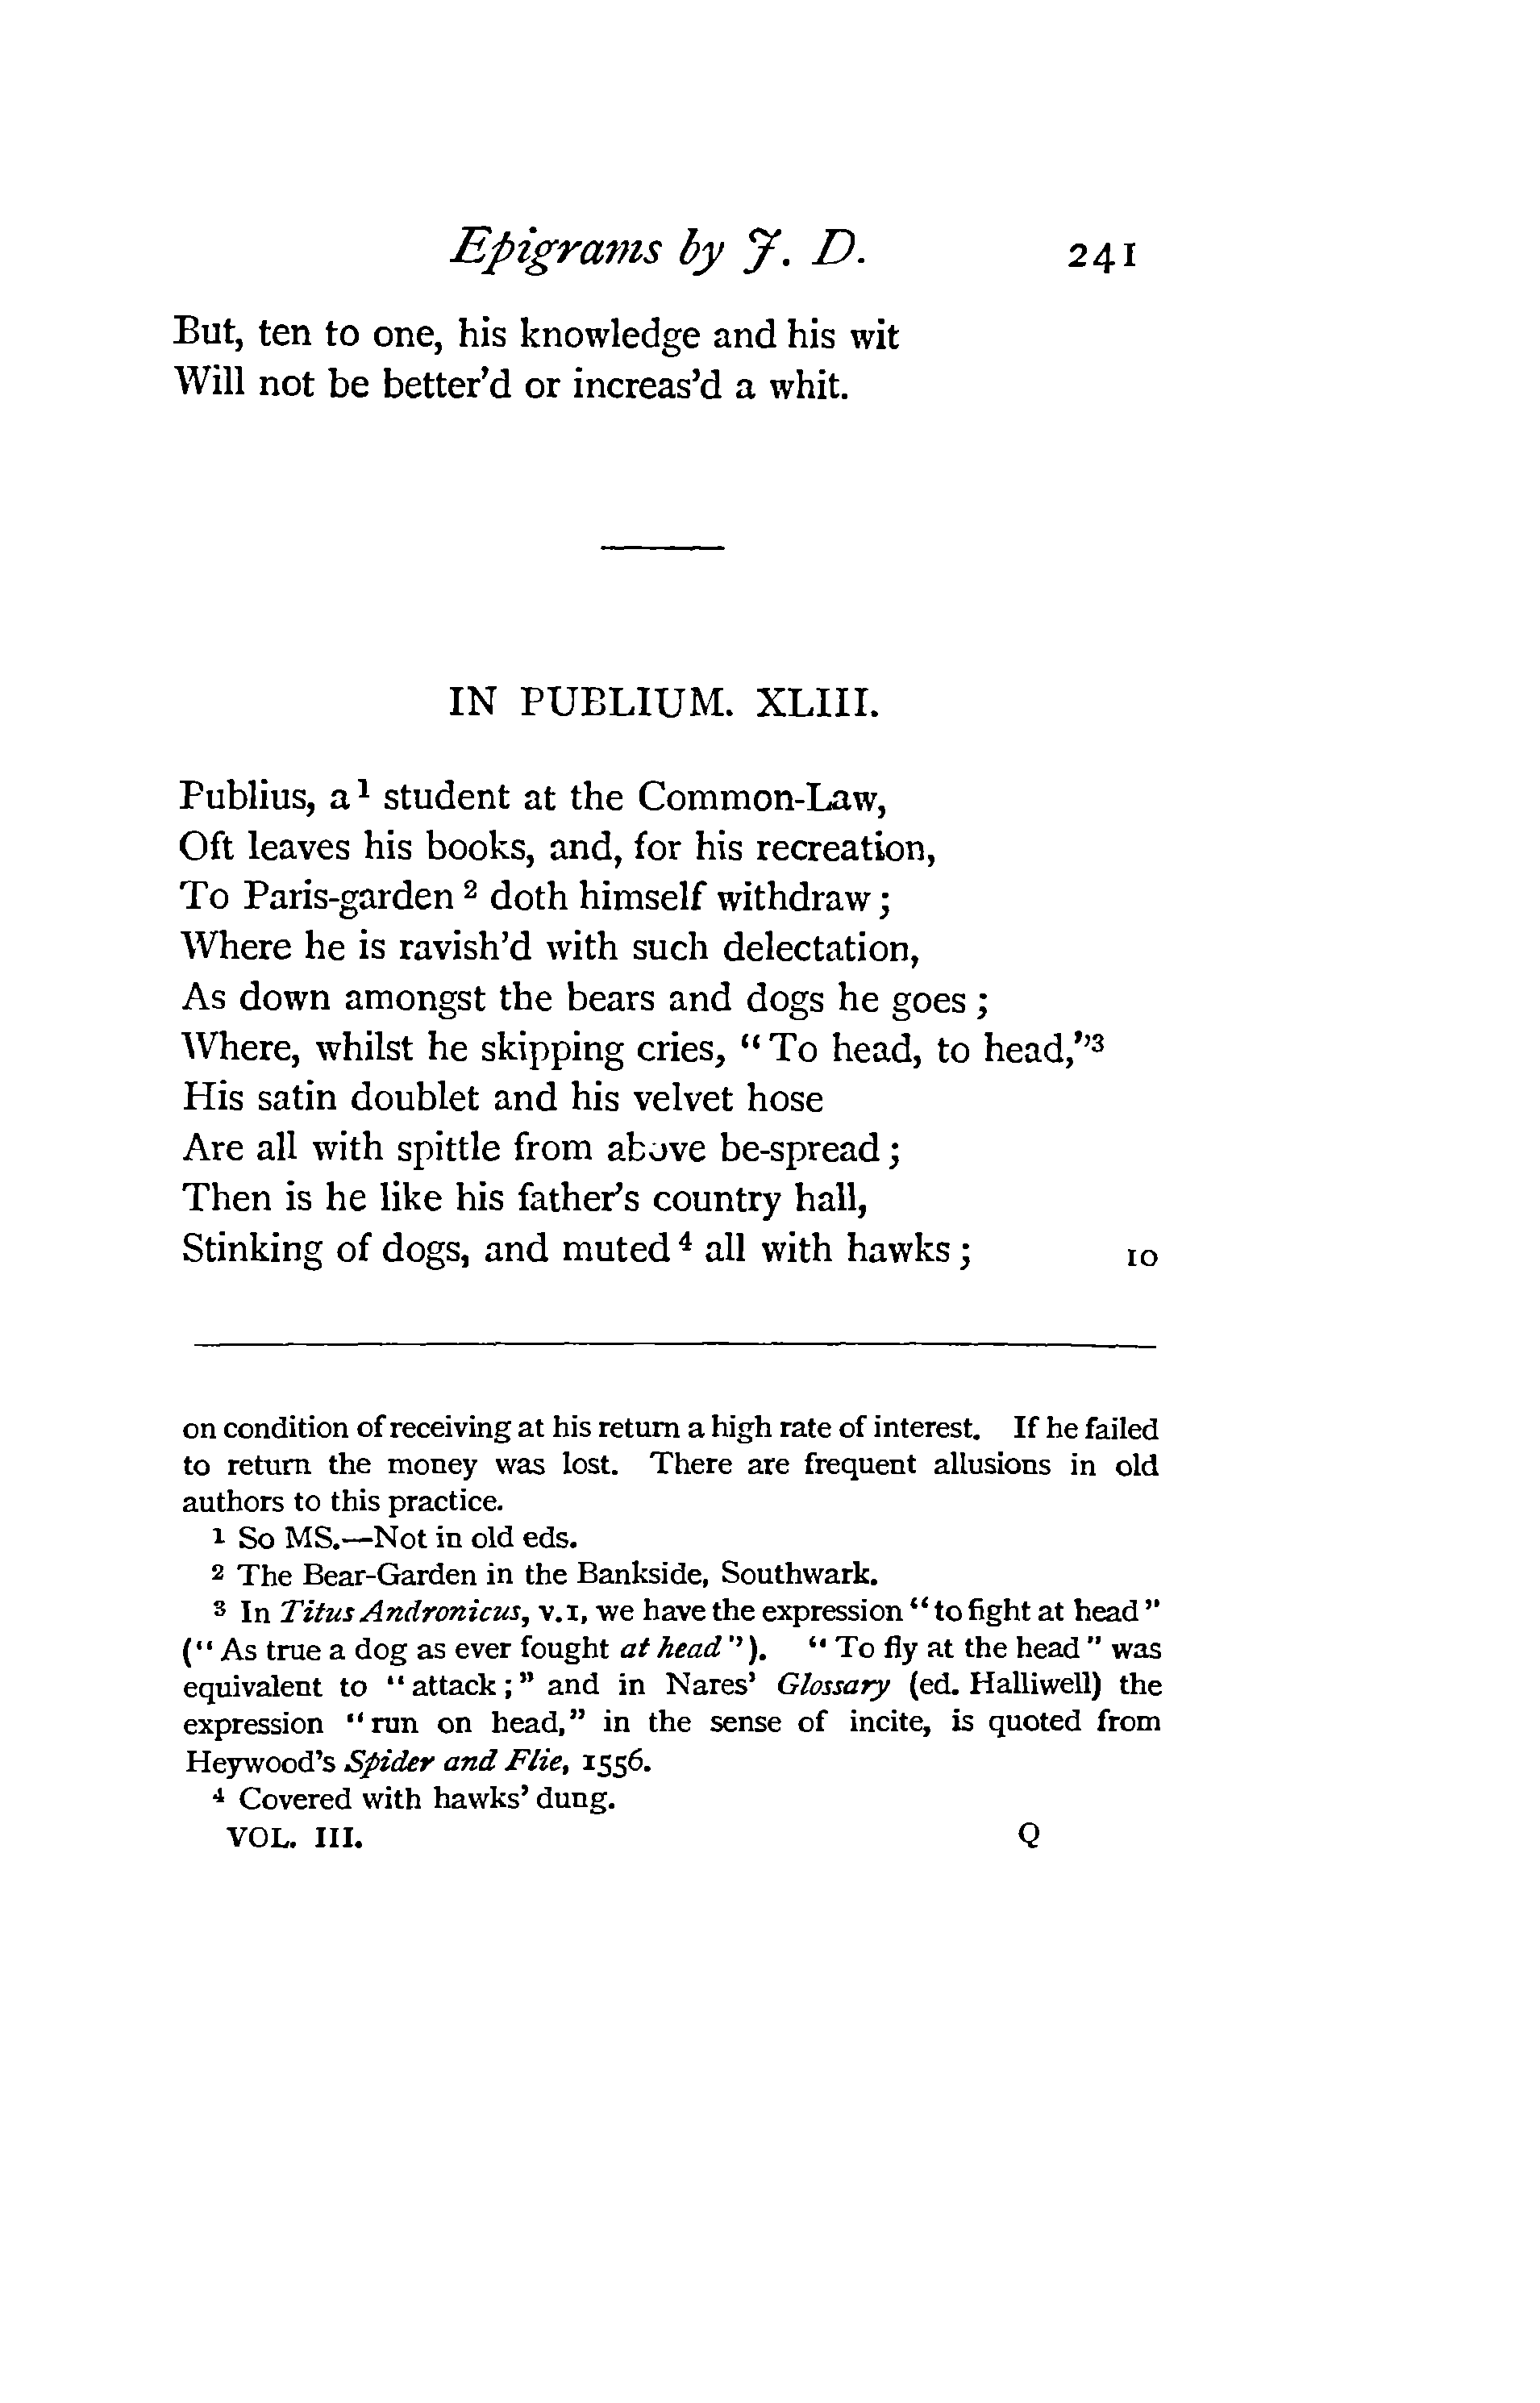 Epigrams by J. D. 241
But, ten to one, his knowledge and his wit
Will not be better'd or increas'd a whit.
IN PUBLIUM. XLIII.
Publius, a¹ student at the Common-Law,
Oft leaves his books, and, for his recreation,
To Paris-garden² doth himself withdraw;
Where he is ravish'd with such delectation,
As down amongst the bears and dogs he goes;
Where, whilst he skipping cries, "To head, to head,"³
His satin doublet and his velvet hose
Are all with spittle from above be-spread;
Then is he like his father's country hall,
Stinking of dogs, and muted⁴ all with hawks; 10
on condition of receiving at his return a high rate of interest. If he failed
to return the money was lost. There are frequent allusions in old
authors to this practice.
¹ So MS.—Not in old eds.
² The Bear-Garden in the Bankside, Southwark.
³ In Titus Andronicus, v. 1, we have the expression "to fight at head"
("As true a dog as ever fought at head"). "To fly at the head" was
equivalent to "attack;" and in Nares' Glossary (ed. Halliwell) the
expression "run on head," in the sense of incite, is quoted from
Heywood's Spider and Flie, 1556.
⁴ Covered with hawks' dung.
VOL. III. Q